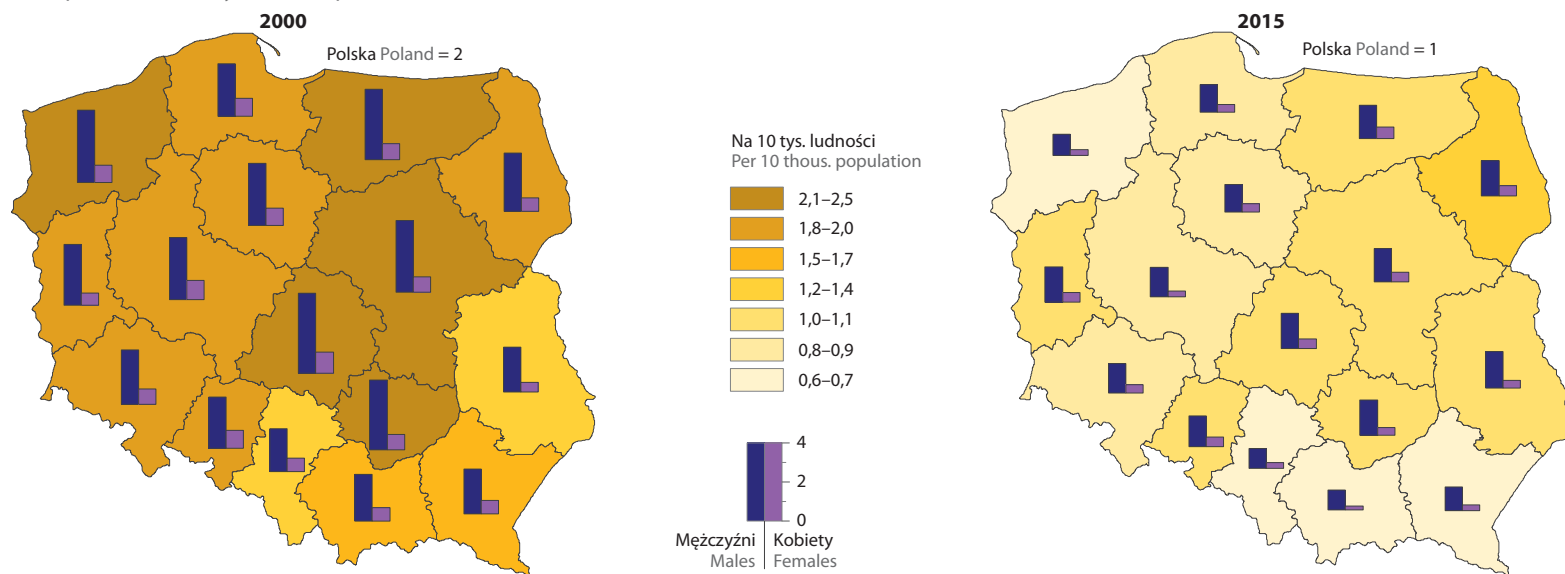 2000
Polska Poland = 2
Na 10 tys. ludności
Per 10 thous. population
2,1–2,5
1,8–2,0
1,5–1,7
1,2–1,4
1,0–1,1
0,8–0,9
0,6–0,7
4
2
0
Mężczyźni Kobiety
Males Females
2015
Polska Poland = 1